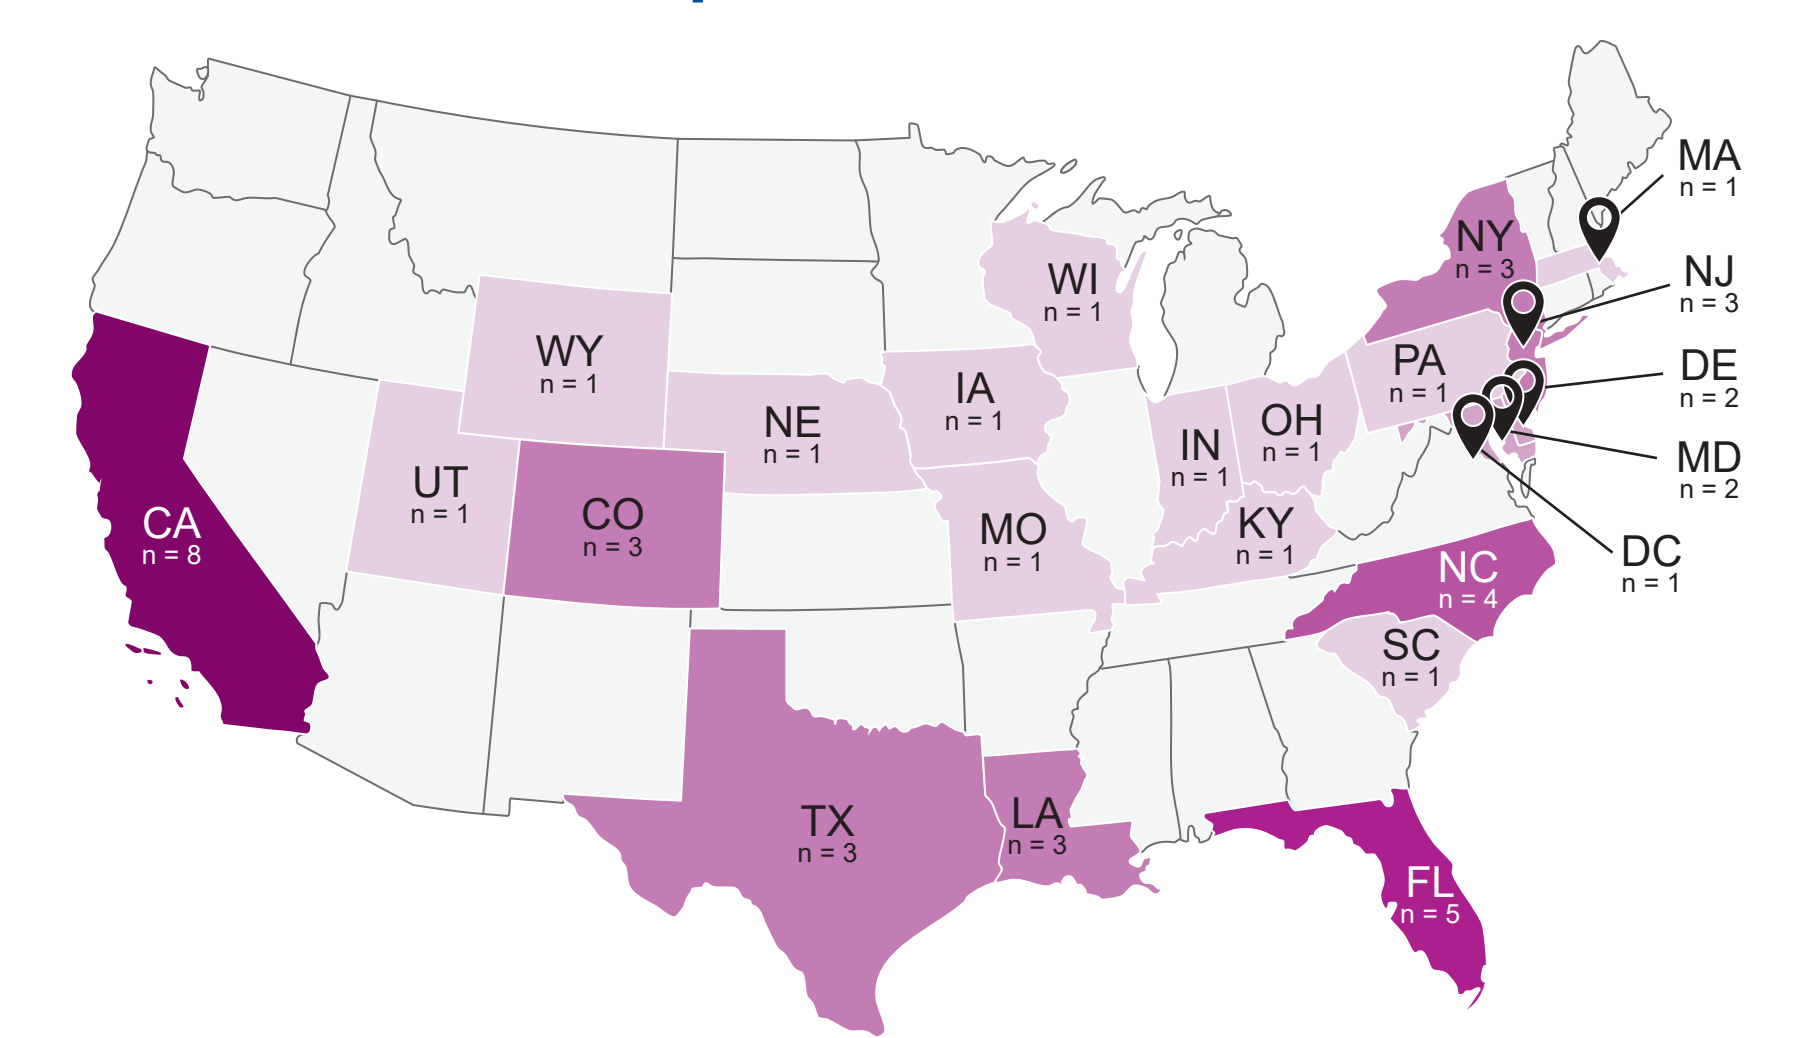 MA
n = 1
NY
n = 3
NJ
n = 3
WI
n = 1
WY
n = 1
PA
n = 1
DE
n = 2
IA
n = 1
NE
n = 1
OH
n = 1
IN
n = 1
MD
n = 2
UT
n = 1
CO
n = 3
CA
n = 8
MO
n = 1
KY
n = 1
DC
n = 1
NC
n = 4
SC
n = 1
TX
n = 3
LA
n = 3
FL
n = 5